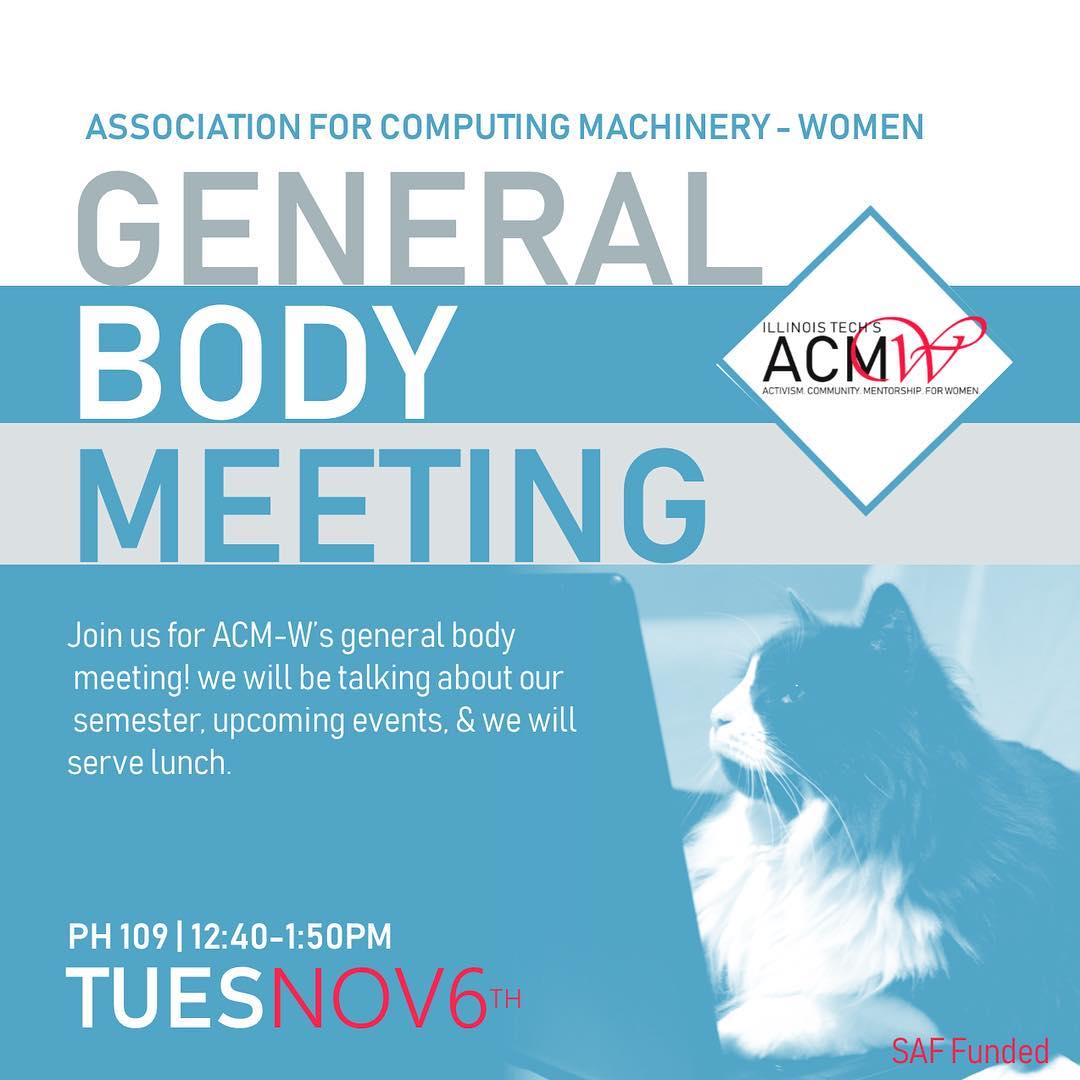 ASSOCIATION FOR COMPUTING MACHINERY - WOMEN
GENERAL
BODY
MEETING
ILLINOIS TECH'S
ACMW
ACTIVISM. COMMUNITY. MENTORSHIP. FOR WOMEN.
Join us for ACM-W's general body
meeting! we will be talking about our
semester, upcoming events, & we will
serve lunch.
PH 109 | 12:40-1:50PM
TUESNOV6TH
SAF Funded